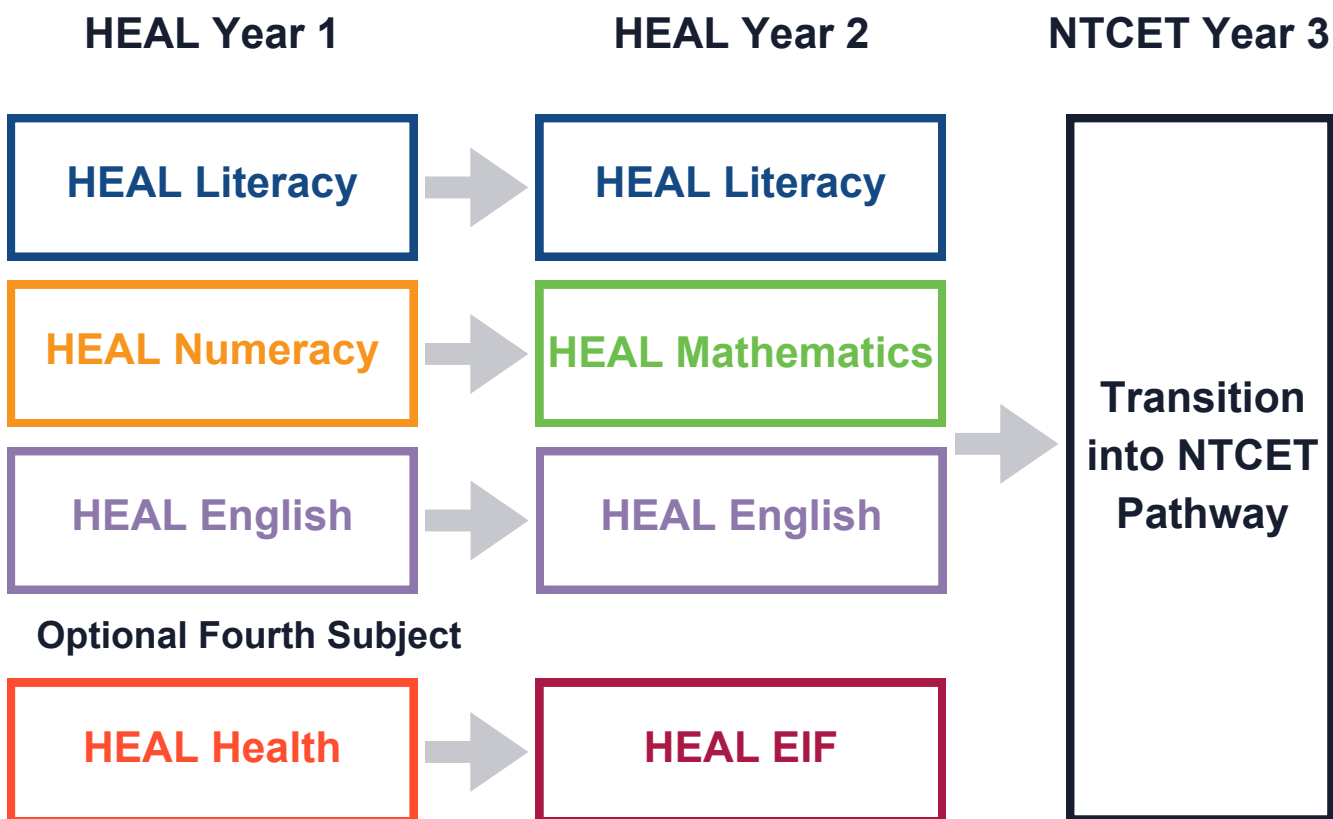 HEAL Year 1
HEAL Year 2
NTCET Year 3
HEAL Literacy
HEAL Literacy
HEAL Numeracy
HEAL Mathematics
HEAL English
HEAL English
Transition
into NTCET
Pathway
Optional Fourth Subject
HEAL Health
HEAL EIF